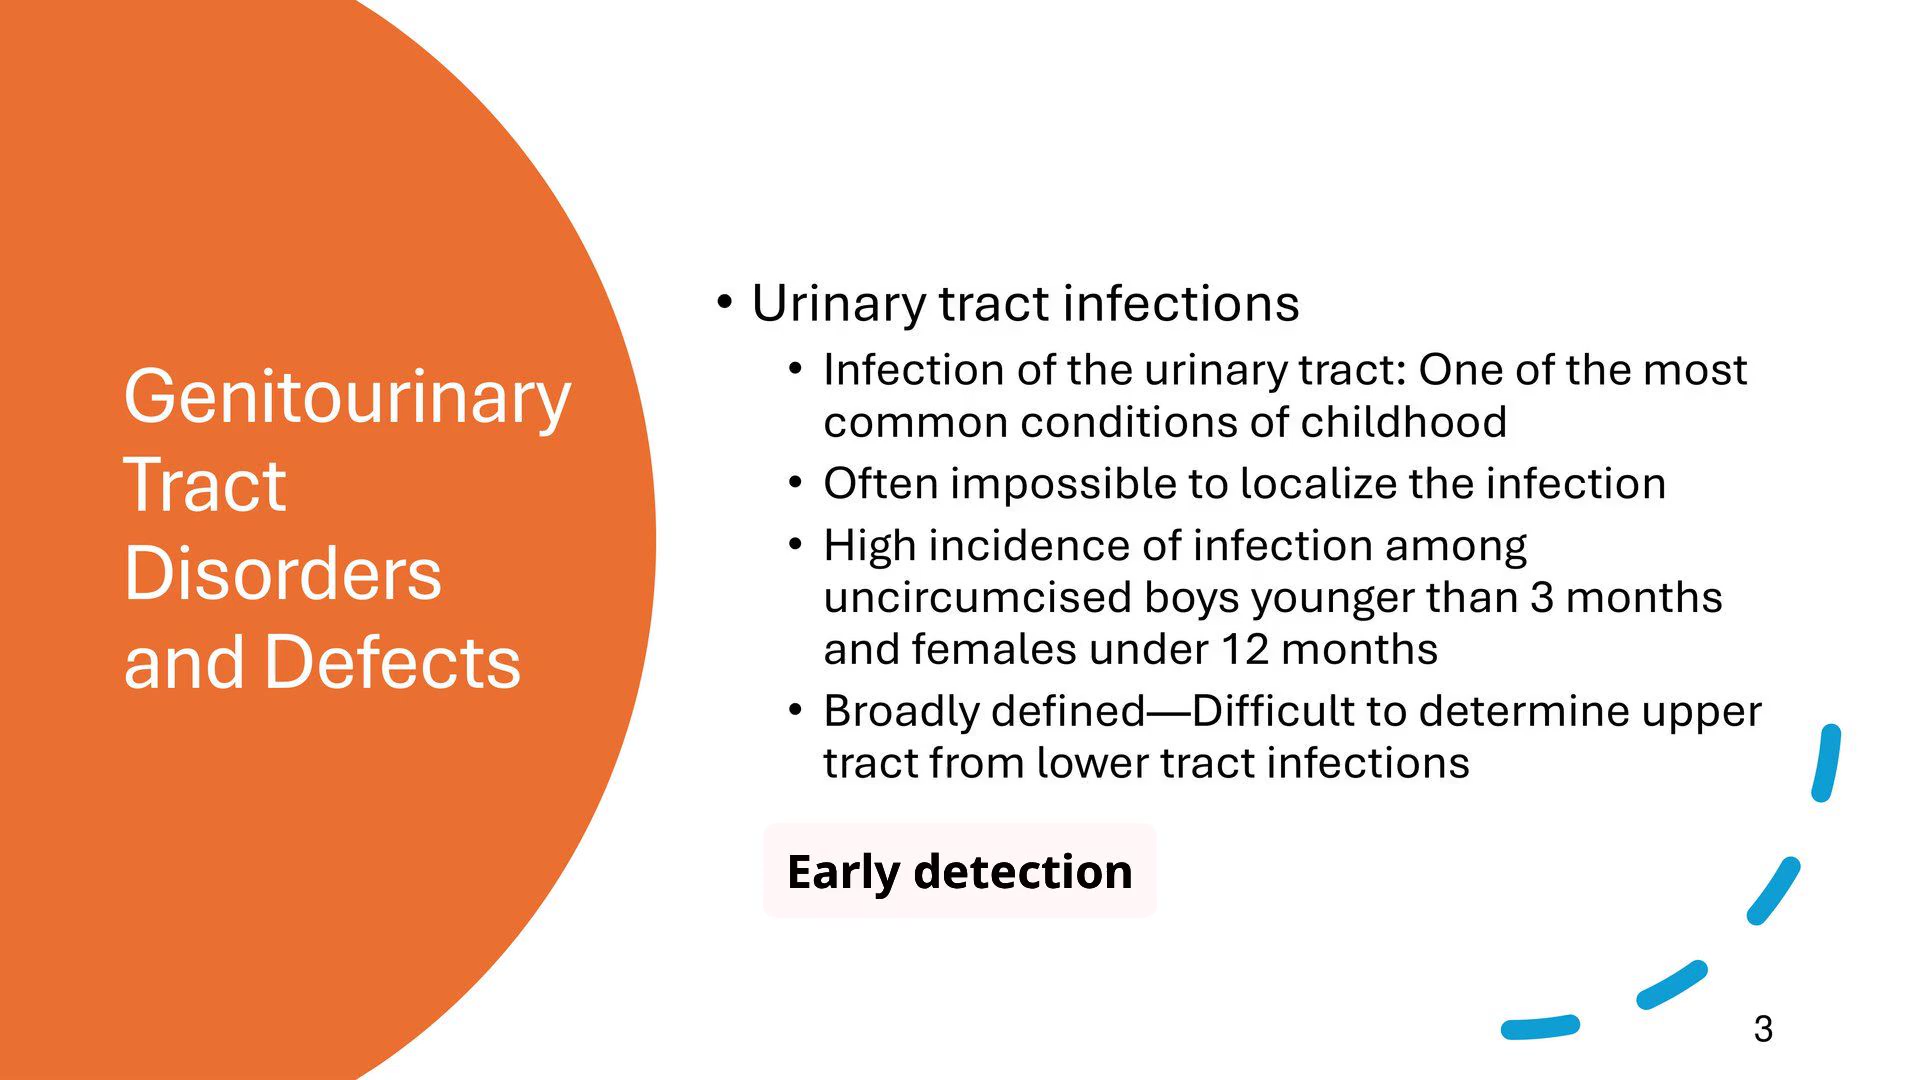 Genitourinary
Tract
Disorders
and Defects
• Urinary tract infections
• Infection of the urinary tract: One of the most
common conditions of childhood
• Often impossible to localize the infection
• High incidence of infection among
uncircumcised boys younger than 3 months
and females under 12 months
• Broadly defined—Difficult to determine upper
tract from lower tract infections
Early detection
3